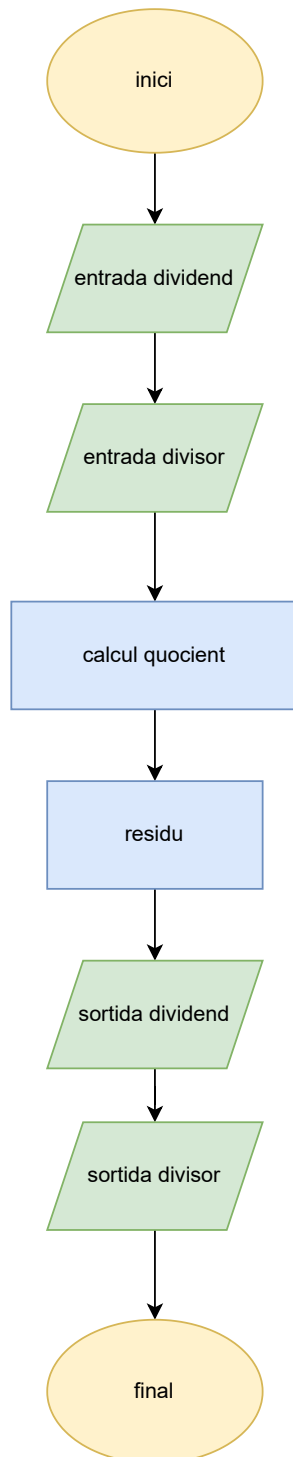 inici
entrada dividend
entrada divisor
calcul quocient
residu
sortida dividend
sortida divisor
final